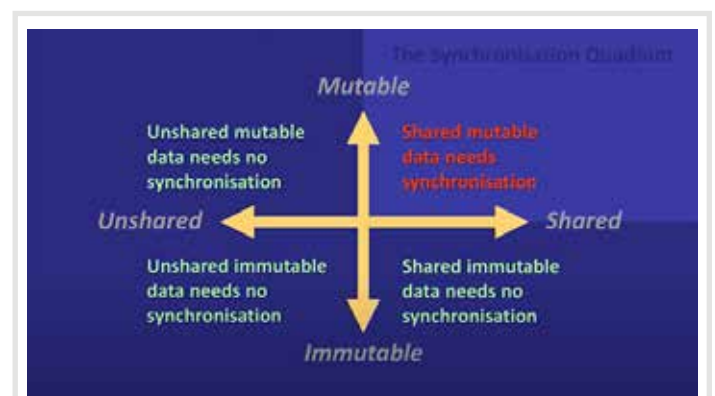 The Synchronisation Quadrant
Mutable
Unshared mutable
data needs no
synchronisation
Shared mutable
data needs
synchronisation
Unshared
Shared
Unshared immutable
data needs no
synchronisation
Shared immutable
data needs no
synchronisation
Immutable